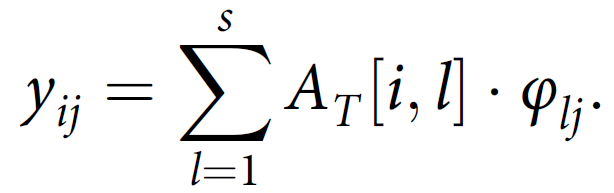 y_{ij} = \sum_{l=1}^{s} A_T[i, l] \cdot \varphi_{lj}.